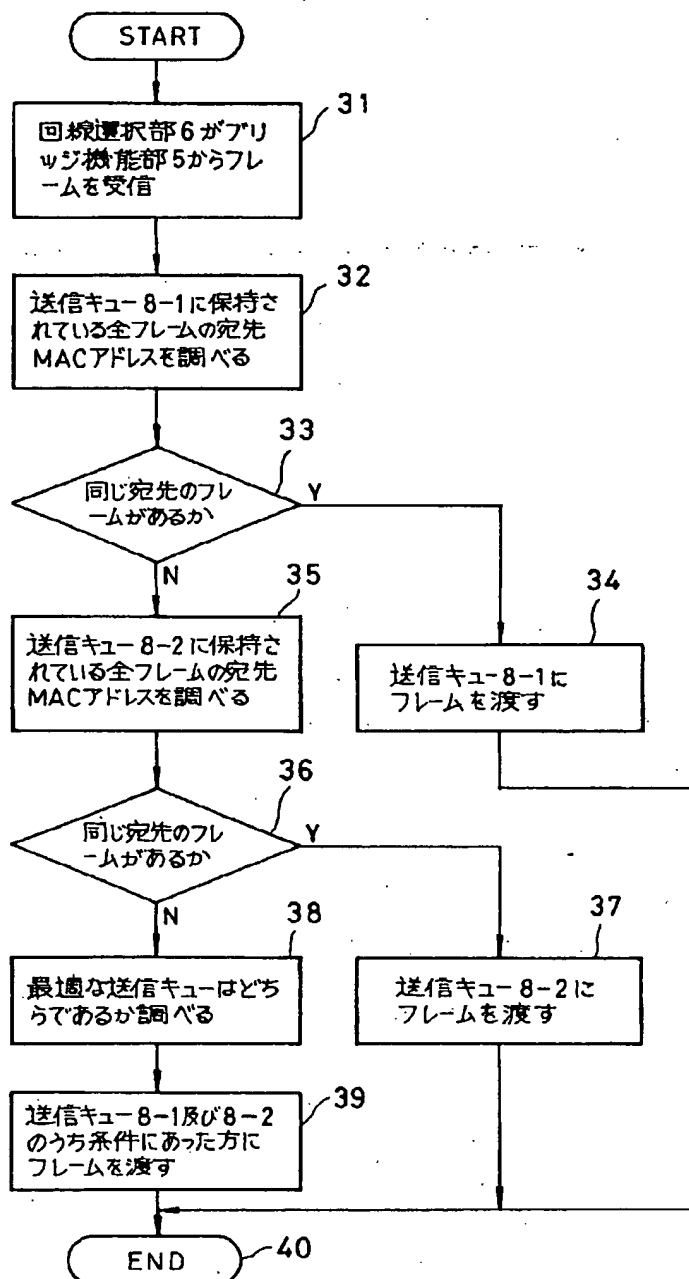 START
31
回線選択部6がブリ
ッジ機能部5からフレ
ームを受信
32
送信キュー8-1に保持さ
れている全フレームの宛先
MACアドレスを調べる
33
同じ宛先のフレ
ームがあるか
Y
N
35
送信キュー8-2に保持さ
れている全フレームの宛先
MACアドレスを調べる
34
送信キュー8-1に
フレームを渡す
36
同じ宛先のフレ
ームがあるか
Y
N
38
最適な送信キューはどち
らであるか調べる
37
送信キュー8-2に
フレームを渡す
39
送信キュー8-1及び8-2
のうち条件にあった方に
フレームを渡す
END
40